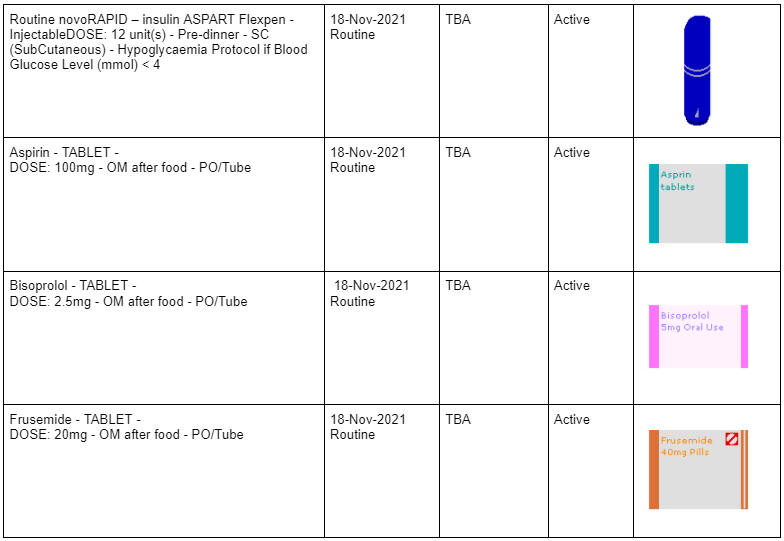 Routine novoRAPID – insulin ASPART Flexpen -
InjectableDOSE: 12 unit(s) - Pre-dinner - SC
(SubCutaneous) - Hypoglycaemia Protocol if Blood
Glucose Level (mmol) < 4
18-Nov-2021
Routine
TBA
Active
Aspirin - TABLET -
DOSE: 100mg - OM after food - PO/Tube
18-Nov-2021
Routine
TBA
Active
Asprin
tablets
Bisoprolol - TABLET -
DOSE: 2.5mg - OM after food - PO/Tube
18-Nov-2021
Routine
TBA
Active
Bisoprolol
5mg Oral Use
Frusemide - TABLET -
DOSE: 20mg - OM after food - PO/Tube
18-Nov-2021
Routine
TBA
Active
Frusemide
40mg Pills